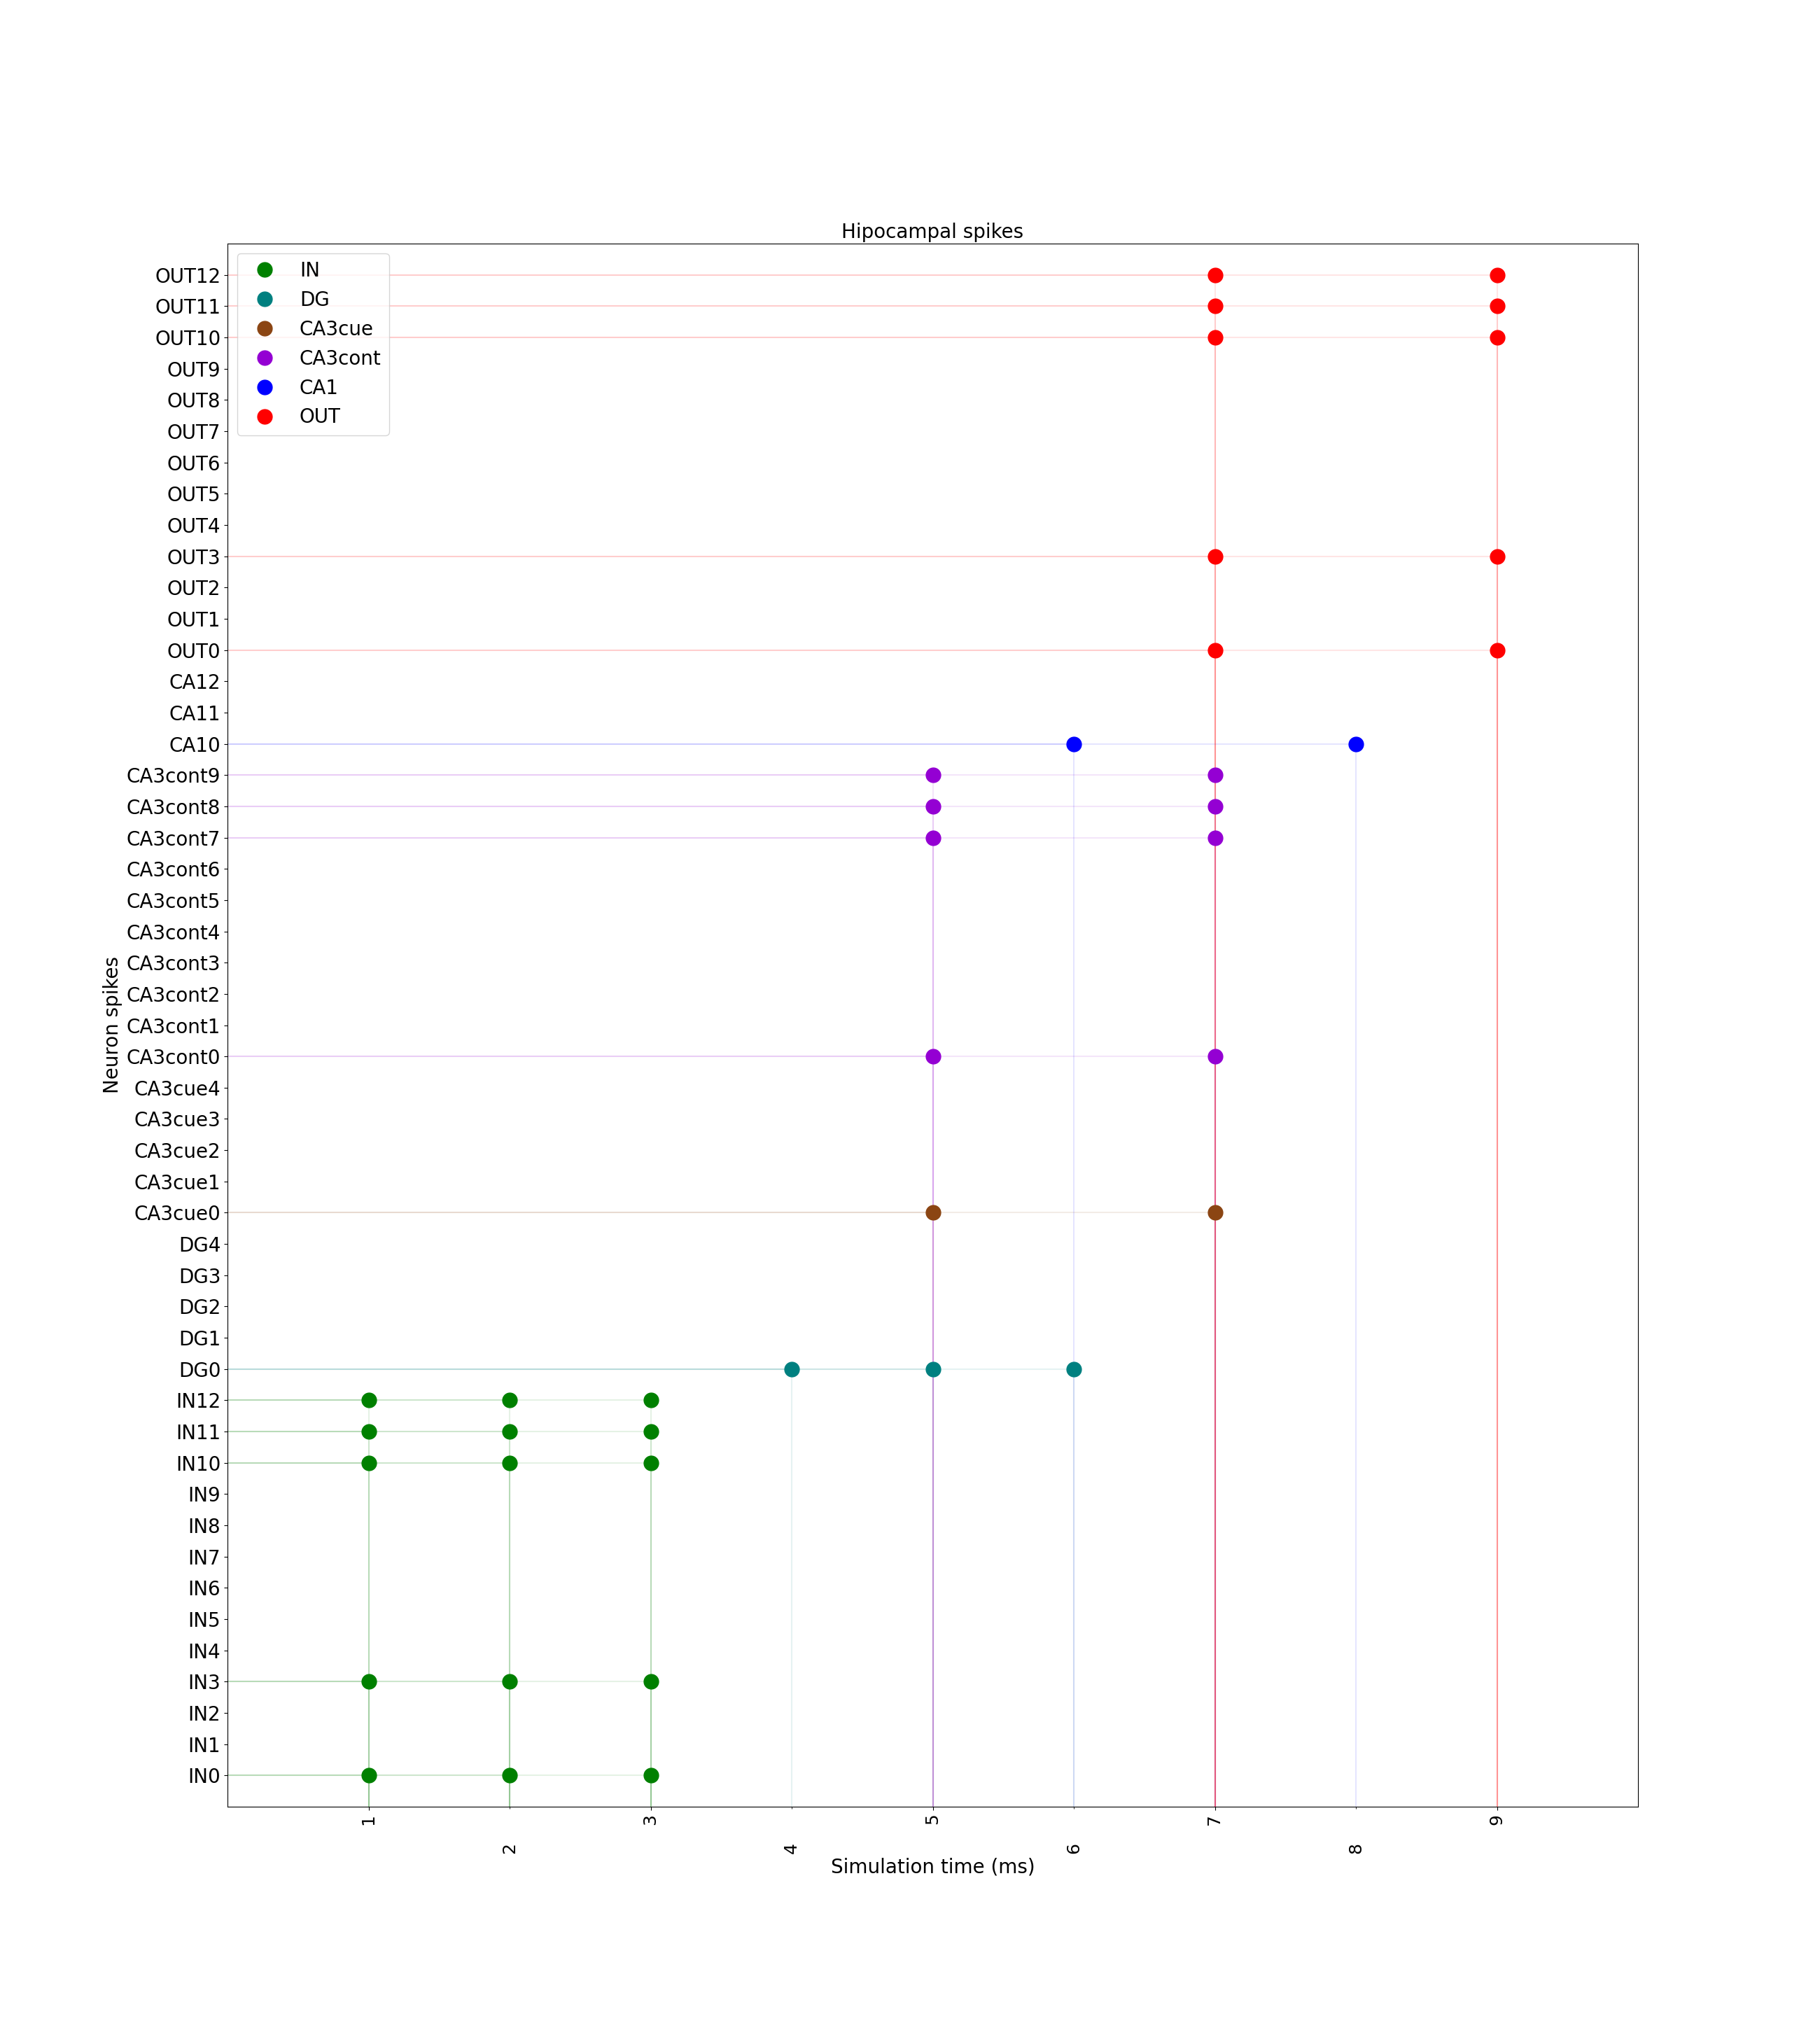 Hipocampal spikes
IN
DG
CA3cue
CA3cont
CA1
OUT
OUT12
OUT11
OUT10
OUT9
OUT8
OUT7
OUT6
OUT5
OUT4
OUT3
OUT2
OUT1
OUT0
CA12
CA11
CA10
CA3cont9
CA3cont8
CA3cont7
CA3cont6
CA3cont5
CA3cont4
CA3cont3
CA3cont2
CA3cont1
CA3cont0
CA3cue4
CA3cue3
CA3cue2
CA3cue1
CA3cue0
DG4
DG3
DG2
DG1
DG0
IN12
IN11
IN10
IN9
IN8
IN7
IN6
IN5
IN4
IN3
IN2
IN1
IN0
Neuron spikes
1
2
3
4
5
6
7
8
9
Simulation time (ms)